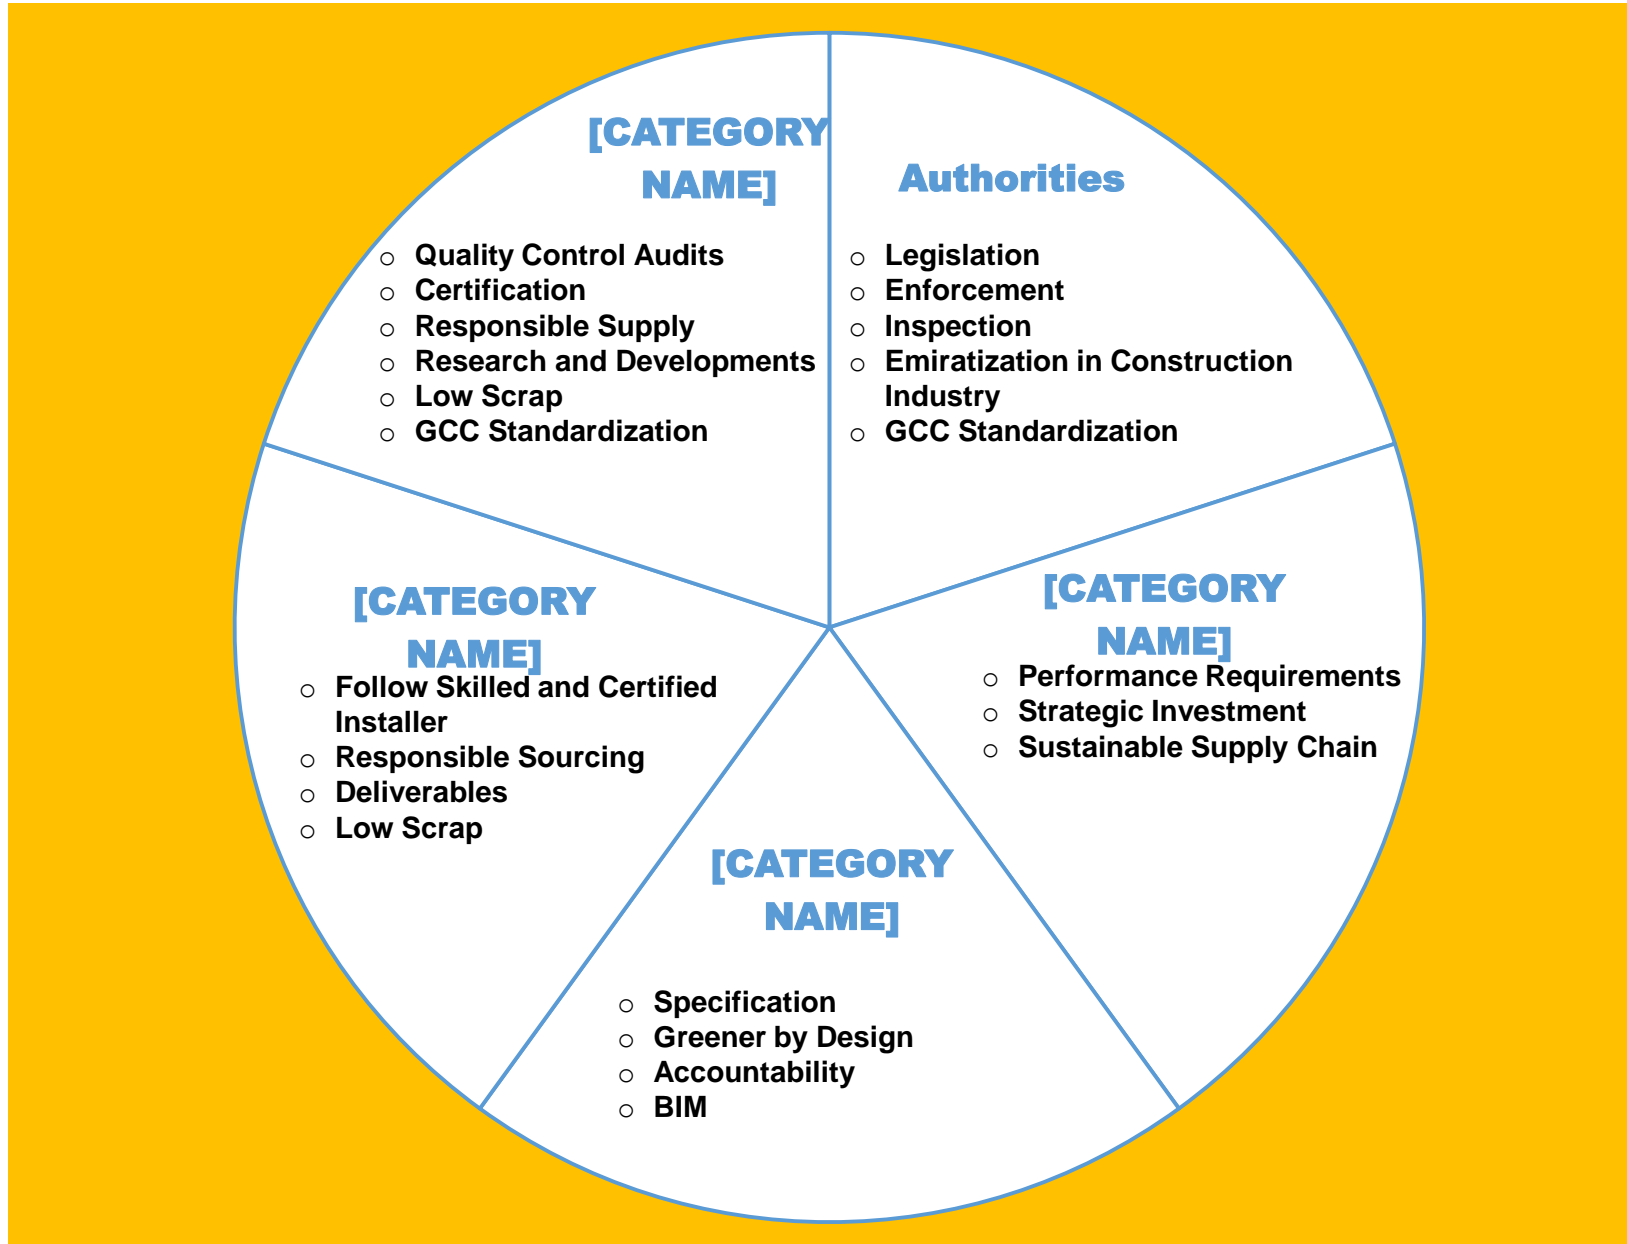 [CATEGORY
NAME]
o Quality Control Audits
o Certification
o Responsible Supply
o Research and Developments
o Low Scrap
o GCC Standardization
Authorities
o Legislation
o Enforcement
o Inspection
o Emiratization in Construction
Industry
o GCC Standardization
[CATEGORY
NAME]
o Follow Skilled and Certified
Installer
o Responsible Sourcing
o Deliverables
o Low Scrap
[CATEGORY
NAME]
o Performance Requirements
o Strategic Investment
o Sustainable Supply Chain
[CATEGORY
NAME]
o Specification
o Greener by Design
o Accountability
o BIM